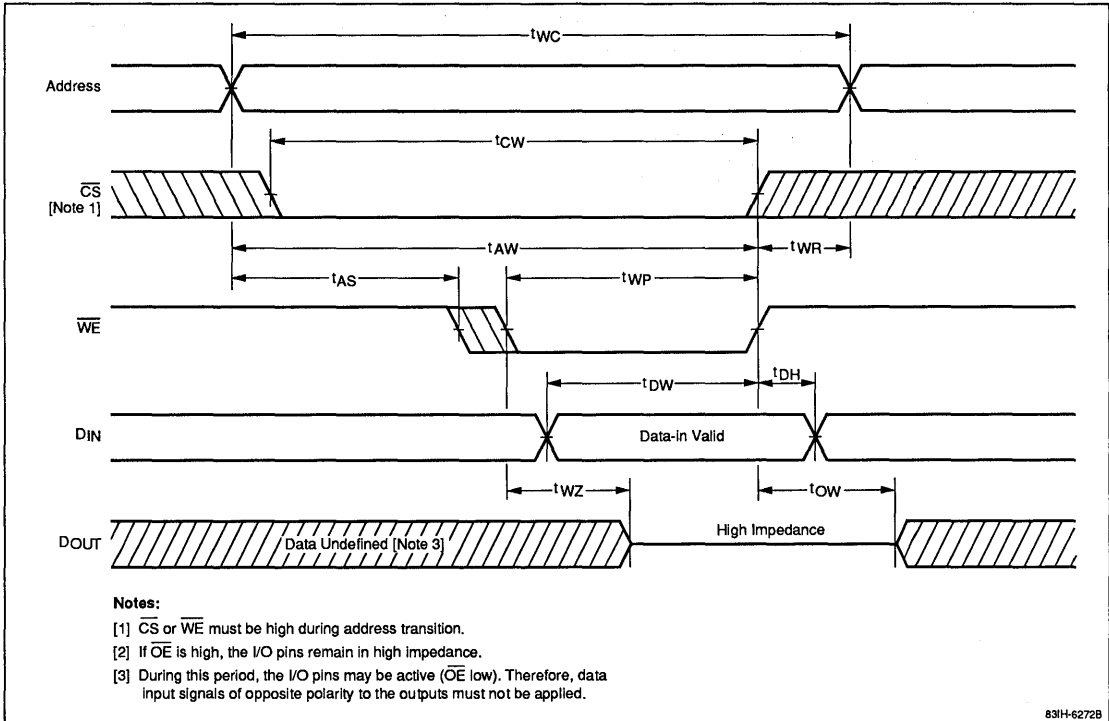 tWC
Address
tCW
CS
[Note 1]
tAW
tWR
tAS
tWP
WE
tDW
tDH
DIN
Data-in Valid
tWZ
tOW
High Impedance
DOUT
Data Undefined [Note 3]
Notes:
[1] CS or WE must be high during address transition.
[2] If OE is high, the I/O pins remain in high impedance.
[3] During this period, the I/O pins may be active (OE low). Therefore, data
input signals of opposite polarity to the outputs must not be applied.
83IH-6272B